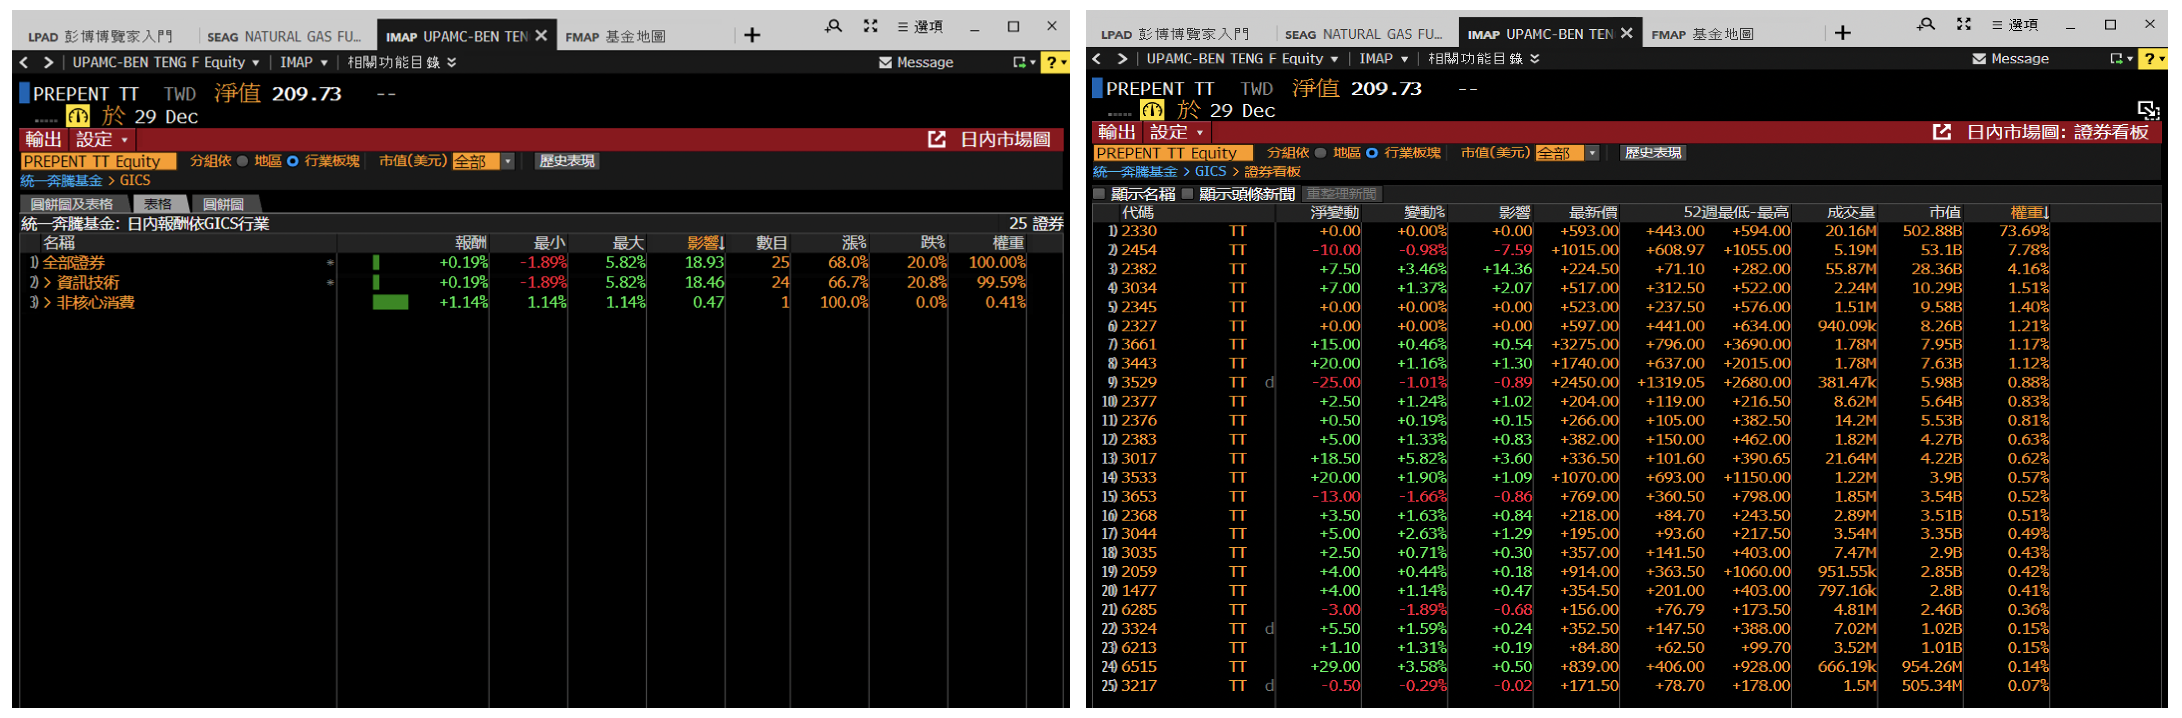 LPAD 彭博博覽家入門 SEAG NATURAL GAS FU... IMAP UPAMC-BEN TEN FMAP 基金地圖 選項
UPAMC-BEN TENG F Equity IMAP 相關功能目錄 Message ?
PREPENT TT TWD 淨值 209.73 --
於 29 Dec
輸出 設定 日內市場圖
PREPENT TT Equity 分組依 地區 行業板塊 市值(美元) 全部 歷史表現
統一奔騰基金 > GICS
圓餅圖及表格 表格 圓餅圖
統一奔騰基金: 日內報酬依GICS行業 25 證券
名稱 報酬 最小 最大 影響↓ 數目 漲% 跌% 權重
1) 全部證券 * +0.19% -1.89% 5.82% 18.93 25 68.0% 20.0% 100.00%
2) > 資訊技術 * +0.19% -1.89% 5.82% 18.46 24 66.7% 20.8% 99.59%
3) > 非核心消費 +1.14% 1.14% 1.14% 0.47 1 100.0% 0.0% 0.41%
LPAD 彭博博覽家入門 SEAG NATURAL GAS FU... IMAP UPAMC-BEN TEN FMAP 基金地圖 選項
UPAMC-BEN TENG F Equity IMAP 相關功能目錄 Message ?
PREPENT TT TWD 淨值 209.73 --
於 29 Dec
輸出 設定 日內市場圖: 證券看板
PREPENT TT Equity 分組依 地區 行業板塊 市值(美元) 全部 歷史表現
統一奔騰基金 > GICS > 證券看板
顯示名稱 顯示頭條新聞 重整理新聞
代碼 淨變動 變動% 影響 最新價 52週最低-最高 成交量 市值 權重↓
1) 2330 TT +0.00 +0.00% +0.00 +593.00 +443.00 +594.00 20.16M 502.88B 73.69%
2) 2454 TT -10.00 -0.98% -7.59 +1015.00 +608.97 +1055.00 5.19M 53.1B 7.78%
3) 2382 TT +7.50 +3.46% +14.36 +224.50 +71.10 +282.00 55.87M 28.36B 4.16%
4) 3034 TT +7.00 +1.37% +2.07 +517.00 +312.50 +522.00 2.24M 10.29B 1.51%
5) 2345 TT +0.00 +0.00% +0.00 +523.00 +237.50 +576.00 1.51M 9.58B 1.40%
6) 2327 TT +0.00 +0.00% +0.00 +597.00 +441.00 +634.00 940.09k 8.26B 1.21%
7) 3661 TT +15.00 +0.46% +0.54 +3275.00 +796.00 +3690.00 1.78M 7.95B 1.17%
8) 3443 TT +20.00 +1.16% +1.30 +1740.00 +637.00 +2015.00 1.78M 7.63B 1.12%
9) 3529 TT d -25.00 -1.01% -0.89 +2450.00 +1319.05 +2680.00 381.47k 5.98B 0.88%
10) 2377 TT +2.50 +1.24% +1.02 +204.00 +119.00 +216.50 8.62M 5.64B 0.83%
11) 2376 TT +0.50 +0.19% +0.15 +266.00 +105.00 +382.50 14.2M 5.53B 0.81%
12) 2383 TT +5.00 +1.33% +0.83 +382.00 +150.00 +462.00 1.82M 4.27B 0.63%
13) 3017 TT +18.50 +5.82% +3.60 +336.50 +101.60 +390.65 21.64M 4.22B 0.62%
14) 3533 TT +20.00 +1.90% +1.09 +1070.00 +693.00 +1150.00 1.22M 3.9B 0.57%
15) 3653 TT -13.00 -1.66% -0.86 +769.00 +360.50 +798.00 1.85M 3.54B 0.52%
16) 2368 TT +3.50 +1.63% +0.84 +218.00 +84.70 +243.50 2.89M 3.51B 0.51%
17) 3044 TT +5.00 +2.63% +1.29 +195.00 +93.60 +217.50 3.54M 3.35B 0.49%
18) 3035 TT +2.50 +0.71% +0.30 +357.00 +141.50 +403.00 7.47M 2.9B 0.43%
19) 2059 TT +4.00 +0.44% +0.18 +914.00 +363.50 +1060.00 951.55k 2.85B 0.42%
20) 1477 TT +4.00 +1.14% +0.47 +354.50 +201.00 +403.00 797.16k 2.8B 0.41%
21) 6285 TT -3.00 -1.89% -0.68 +156.00 +76.79 +173.50 4.81M 2.46B 0.36%
22) 3324 TT d +5.50 +1.59% +0.24 +352.50 +147.50 +388.00 7.02M 1.02B 0.15%
23) 6213 TT +1.10 +1.31% +0.19 +84.80 +62.50 +99.70 3.52M 1.01B 0.15%
24) 6515 TT +29.00 +3.58% +0.50 +839.00 +406.00 +928.00 666.19k 954.26M 0.14%
25) 3217 TT d -0.50 -0.29% -0.02 +171.50 +78.70 +178.00 1.5M 505.34M 0.07%